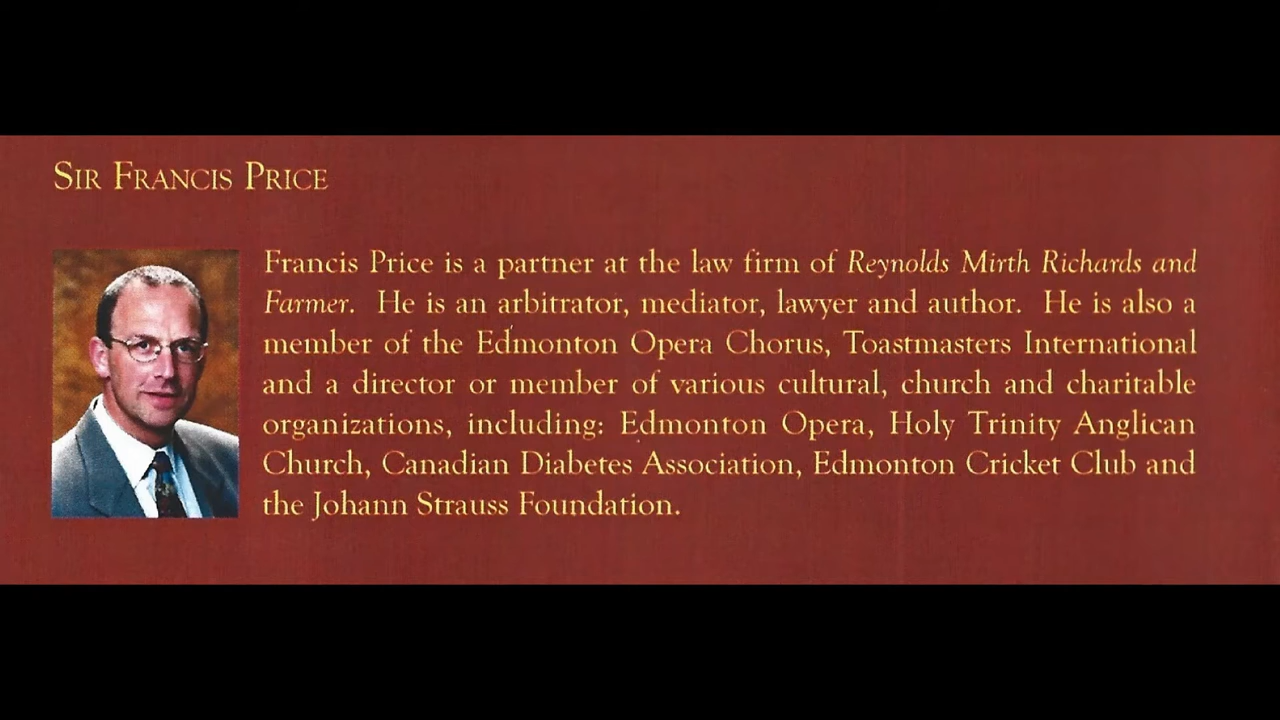 SIR FRANCIS PRICE
Francis Price is a partner at the law firm of Reynolds Mirth Richards and
Farmer. He is an arbitrator, mediator, lawyer and author. He is also a
member of the Edmonton Opera Chorus, Toastmasters International
and a director or member of various cultural, church and charitable
organizations, including: Edmonton Opera, Holy Trinity Anglican
Church, Canadian Diabetes Association, Edmonton Cricket Club and
the Johann Strauss Foundation.